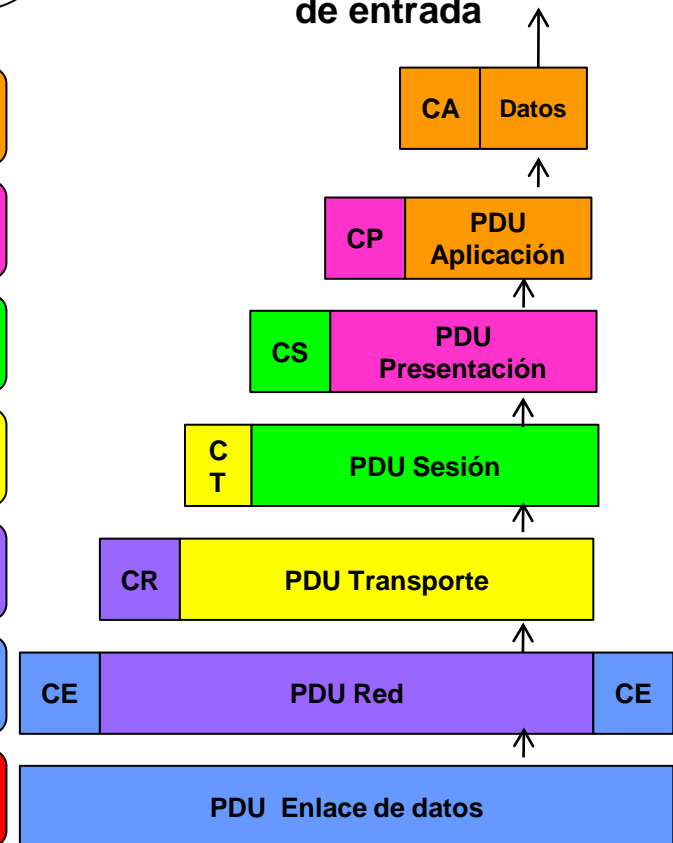 de entrada
CA
Datos
CP
PDU
Aplicación
CS
PDU
Presentación
C
T
PDU Sesión
CR
PDU Transporte
CE
PDU Red
CE
PDU Enlace de datos